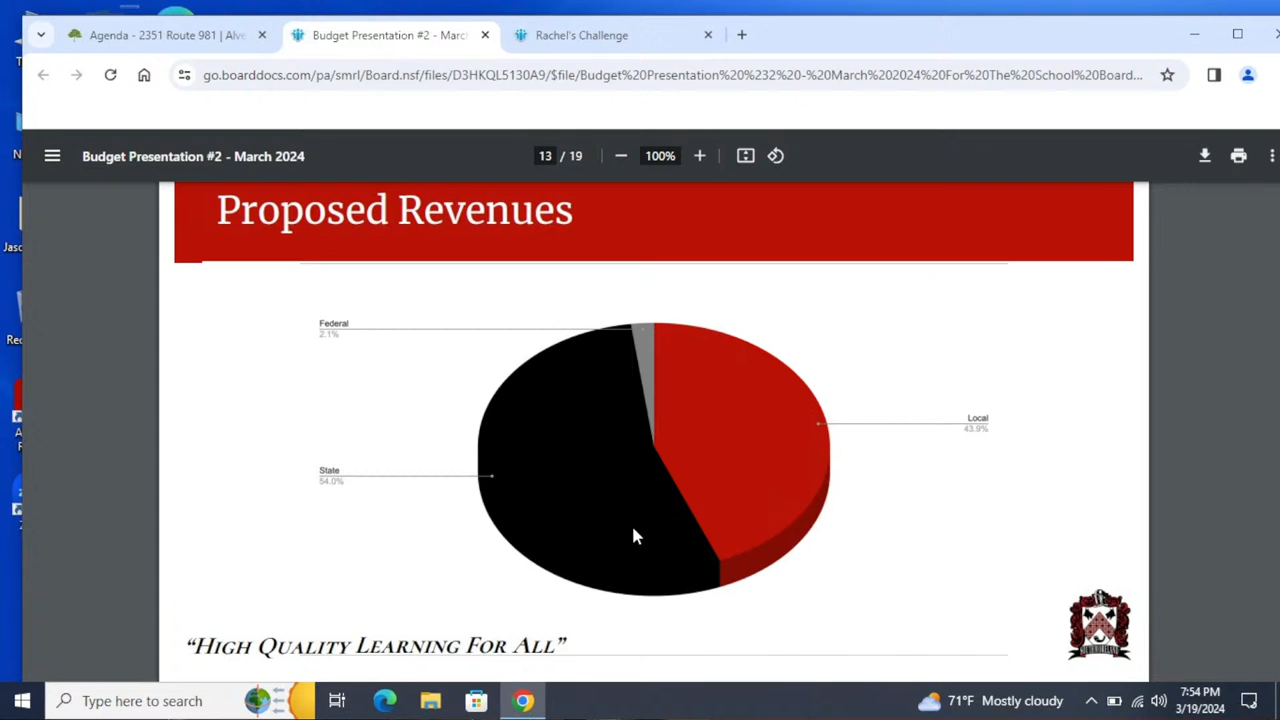 Agenda - 2351 Route 981 | Alve
Budget Presentation #2 - Marc
Rachel's Challenge
go.boarddocs.com/pa/smrl/Board.nsf/files/D3HKQL5130A9/$file/Budget%20Presentation%20%232%20-%20March%202024%20For%20The%20School%20Board...
Budget Presentation #2 - March 2024
13 / 19
100%
Proposed Revenues
Federal
2.1%
Local
43.9%
State
54.0%
“High Quality Learning For All”
Type here to search
71°F Mostly cloudy
7:54 PM
3/19/2024